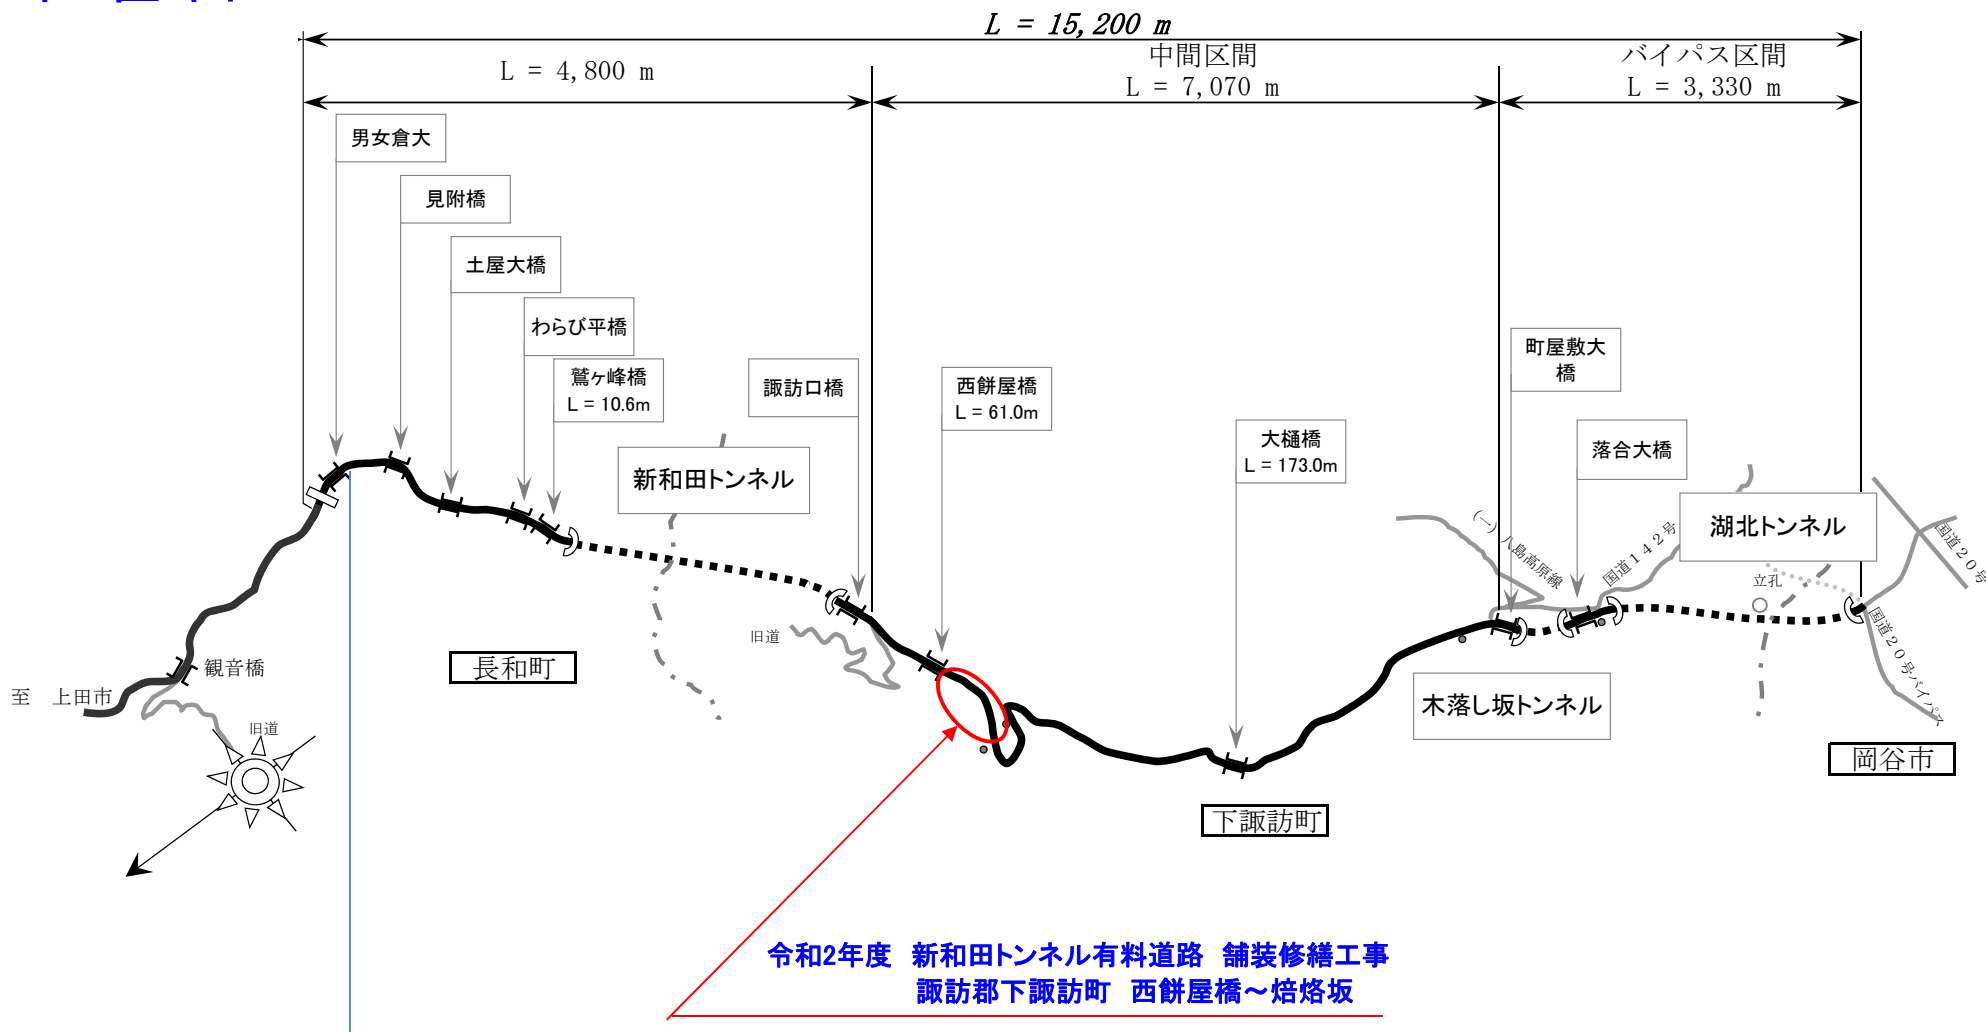 L = 15,200 m
L = 4,800 m
中間区間
L = 7,070 m
バイパス区間
L = 3,330 m
男女倉大
見附橋
土屋大橋
わらび平橋
鷲ヶ峰橋
L = 10.6m
新和田トンネル
諏訪口橋
西餅屋橋
L = 61.0m
大樋橋
L = 173.0m
町屋敷大
橋
落合大橋
湖北トンネル
(一)八島高原線
国道142号
国道20号
立孔
国道20号バイパス
旧道
観音橋
長和町
至　上田市
旧道
木落し坂トンネル
岡谷市
下諏訪町
令和2年度　新和田トンネル有料道路　舗装修繕工事
諏訪郡下諏訪町　西餅屋橋～焙烙坂